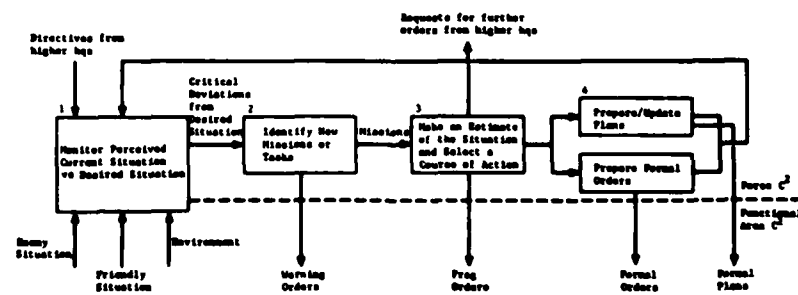 Requests for further
orders from higher hqs
Directives from
higher hqs
Critical
Deviations
from
Desired
Situation
1
Monitor Perceived
Current Situation
vs Desired Situation
2
Identify New
Missions or
Tasks
Missions
3
Make an Estimate
of the Situation
and Select a
Course of Action
4
Prepare/Update
Plans
Prepare Formal
Orders
Force C²
Functional
Area C²
Enemy
Situation
Friendly
Situation
Environment
Warning
Orders
Frag
Orders
Formal
Orders
Formal
Plans